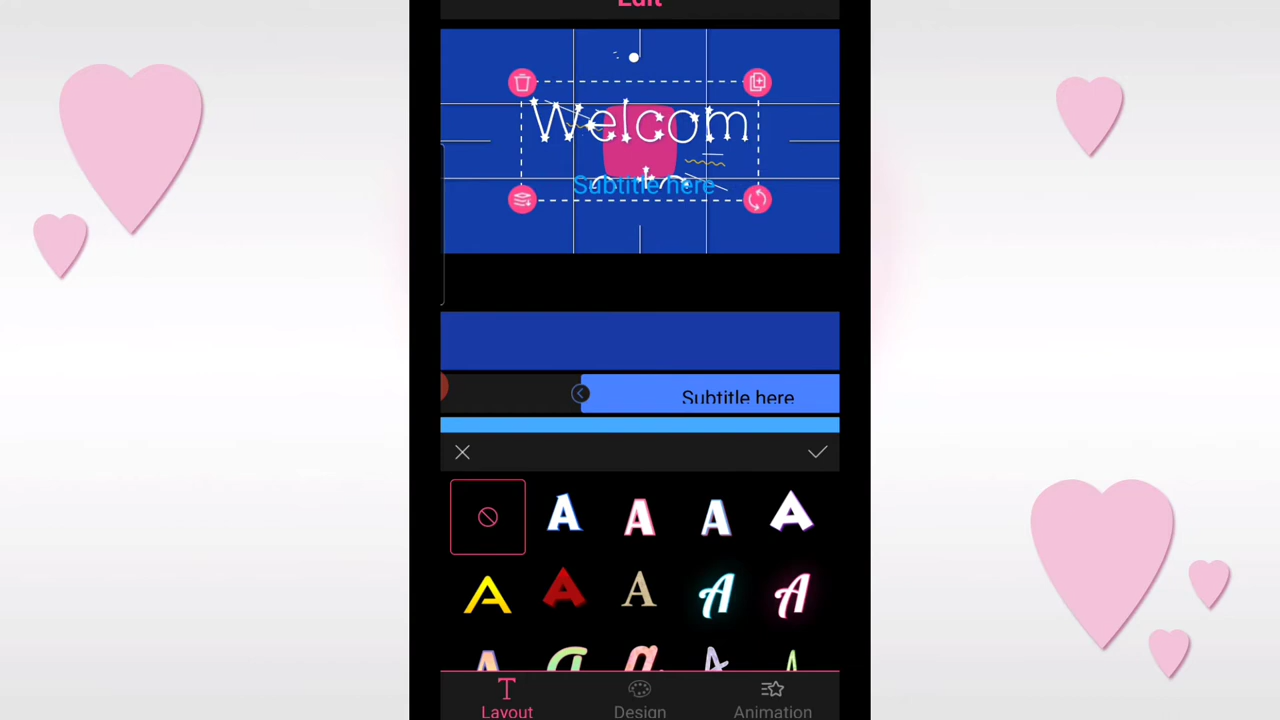 Edit
Welcom
Subtitle here
Subtitle here
A A A A
A A A A A
A a a A A
Layout Design Animation